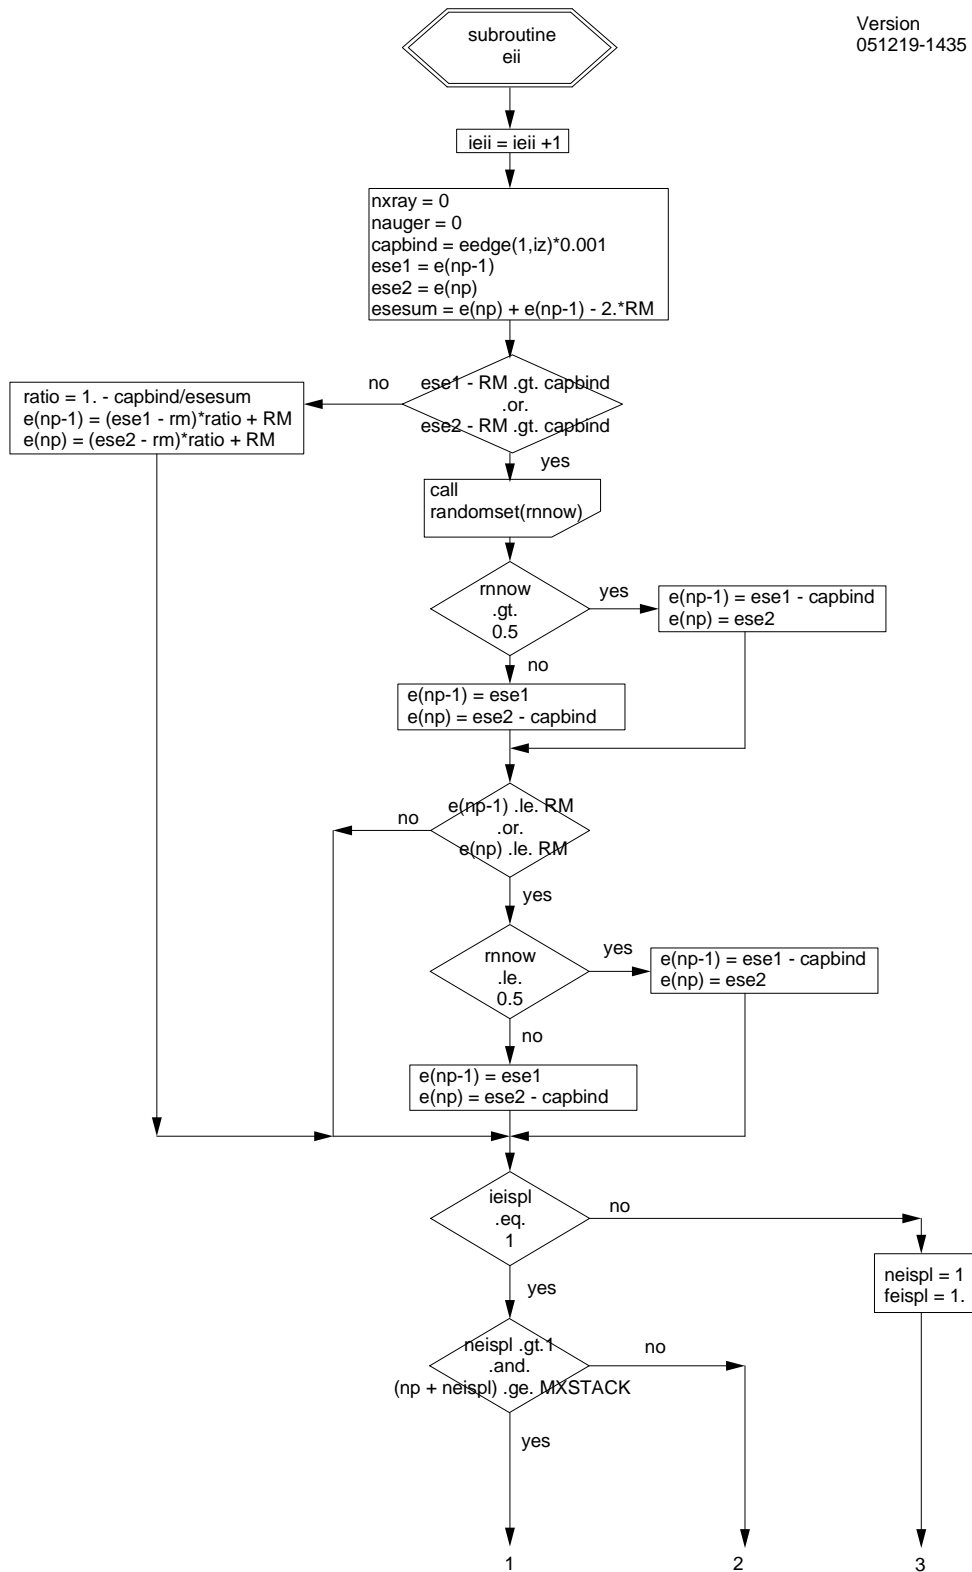 Version
051219-1435
subroutine
eii
ieii = ieii +1
nxray = 0
nauger = 0
capbind = eedge(1,iz)*0.001
ese1 = e(np-1)
ese2 = e(np)
esesum = e(np) + e(np-1) - 2.*RM
ese1 - RM .gt. capbind
.or.
ese2 - RM .gt. capbind
no
ratio = 1. - capbind/esesum
e(np-1) = (ese1 - rm)*ratio + RM
e(np) = (ese2 - rm)*ratio + RM
yes
call
randomset(rnnow)
rnnow
.gt.
0.5
yes
e(np-1) = ese1 - capbind
e(np) = ese2
no
e(np-1) = ese1
e(np) = ese2 - capbind
e(np-1) .le. RM
.or.
e(np) .le. RM
no
yes
rnnow
.le.
0.5
yes
e(np-1) = ese1 - capbind
e(np) = ese2
no
e(np-1) = ese1
e(np) = ese2 - capbind
ieispl
.eq.
1
no
neispl = 1
feispl = 1.
yes
neispl .gt.1
.and.
(np + neispl) .ge. MXSTACK
no
yes
1
2
3